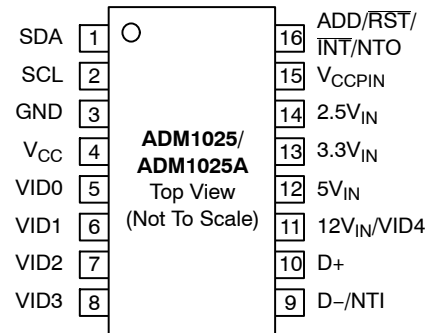 SDA 1
SCL 2
GND 3
VCC 4
VID0 5
VID1 6
VID2 7
VID3 8
ADM1025/
ADM1025A
Top View
(Not To Scale)
16 ADD/RST/
INT/NTO
15 VCCPIN
14 2.5VIN
13 3.3VIN
12 5VIN
11 12VIN/VID4
10 D+
9 D−/NTI